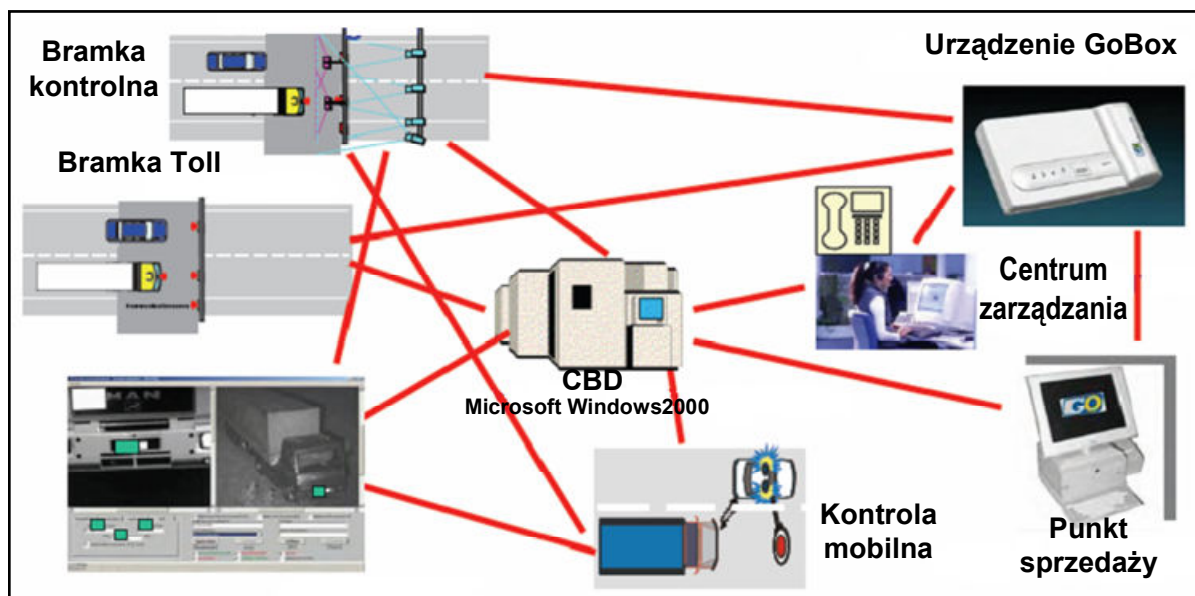 Bramka
kontrolna
Urządzenie GoBox
Bramka Toll
Centrum
zarządzania
CBD
Microsoft Windows2000
MAN
GO
Kontrola
mobilna
Punkt
sprzedaży